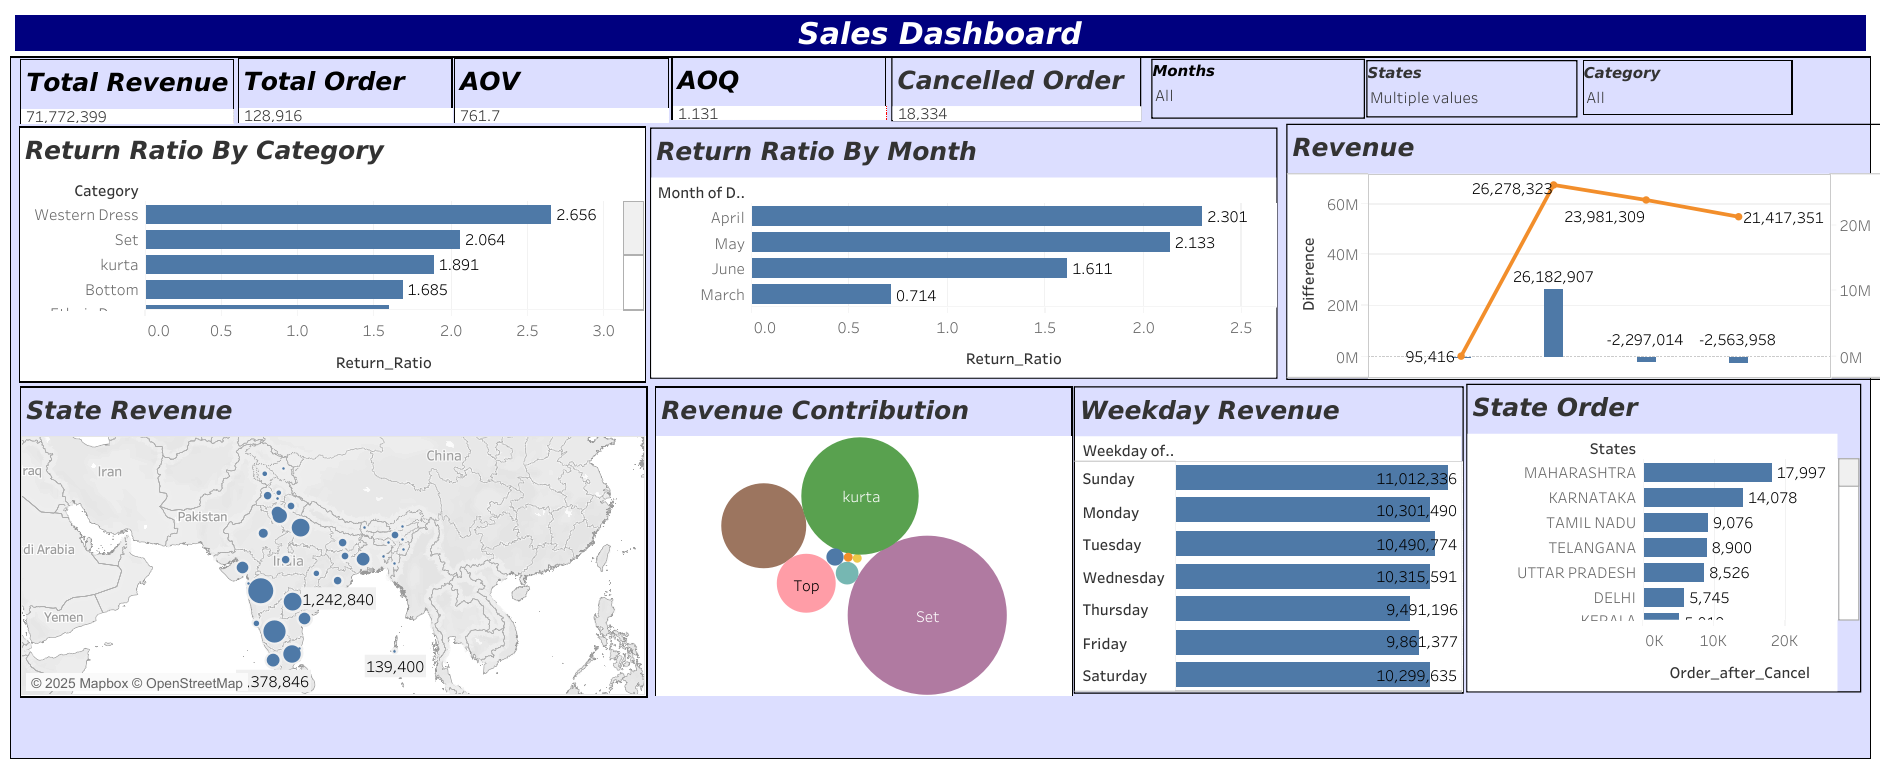 Sales Dashboard
Total Revenue
71,772,399
Total Order
128,916
AOV
761.7
AOQ
1.131
Cancelled Order
18,334
Months
All
States
Multiple values
Category
All
Return Ratio By Category
Category
Western Dress 2.656
Set 2.064
kurta 1.891
Bottom 1.685
0.0 0.5 1.0 1.5 2.0 2.5 3.0
Return_Ratio
Return Ratio By Month
Month of D..
April 2.301
May 2.133
June 1.611
March 0.714
0.0 0.5 1.0 1.5 2.0 2.5
Return_Ratio
Revenue
Difference
60M
40M
20M
0M
26,278,323
23,981,309
21,417,351
26,182,907
95,416
-2,297,014
-2,563,958
20M
10M
0M
State Revenue
raq
Iran
China
Pakistan
di Arabia
India
Yemen
1,242,840
139,400
.378,846
© 2025 Mapbox © OpenStreetMap
Revenue Contribution
kurta
Top
Set
Weekday Revenue
Weekday of..
Sunday 11,012,336
Monday 10,301,490
Tuesday 10,490,774
Wednesday 10,315,591
Thursday 9,491,196
Friday 9,861,377
Saturday 10,299,635
State Order
States
MAHARASHTRA 17,997
KARNATAKA 14,078
TAMIL NADU 9,076
TELANGANA 8,900
UTTAR PRADESH 8,526
DELHI 5,745
KERALA
0K 10K 20K
Order_after_Cancel